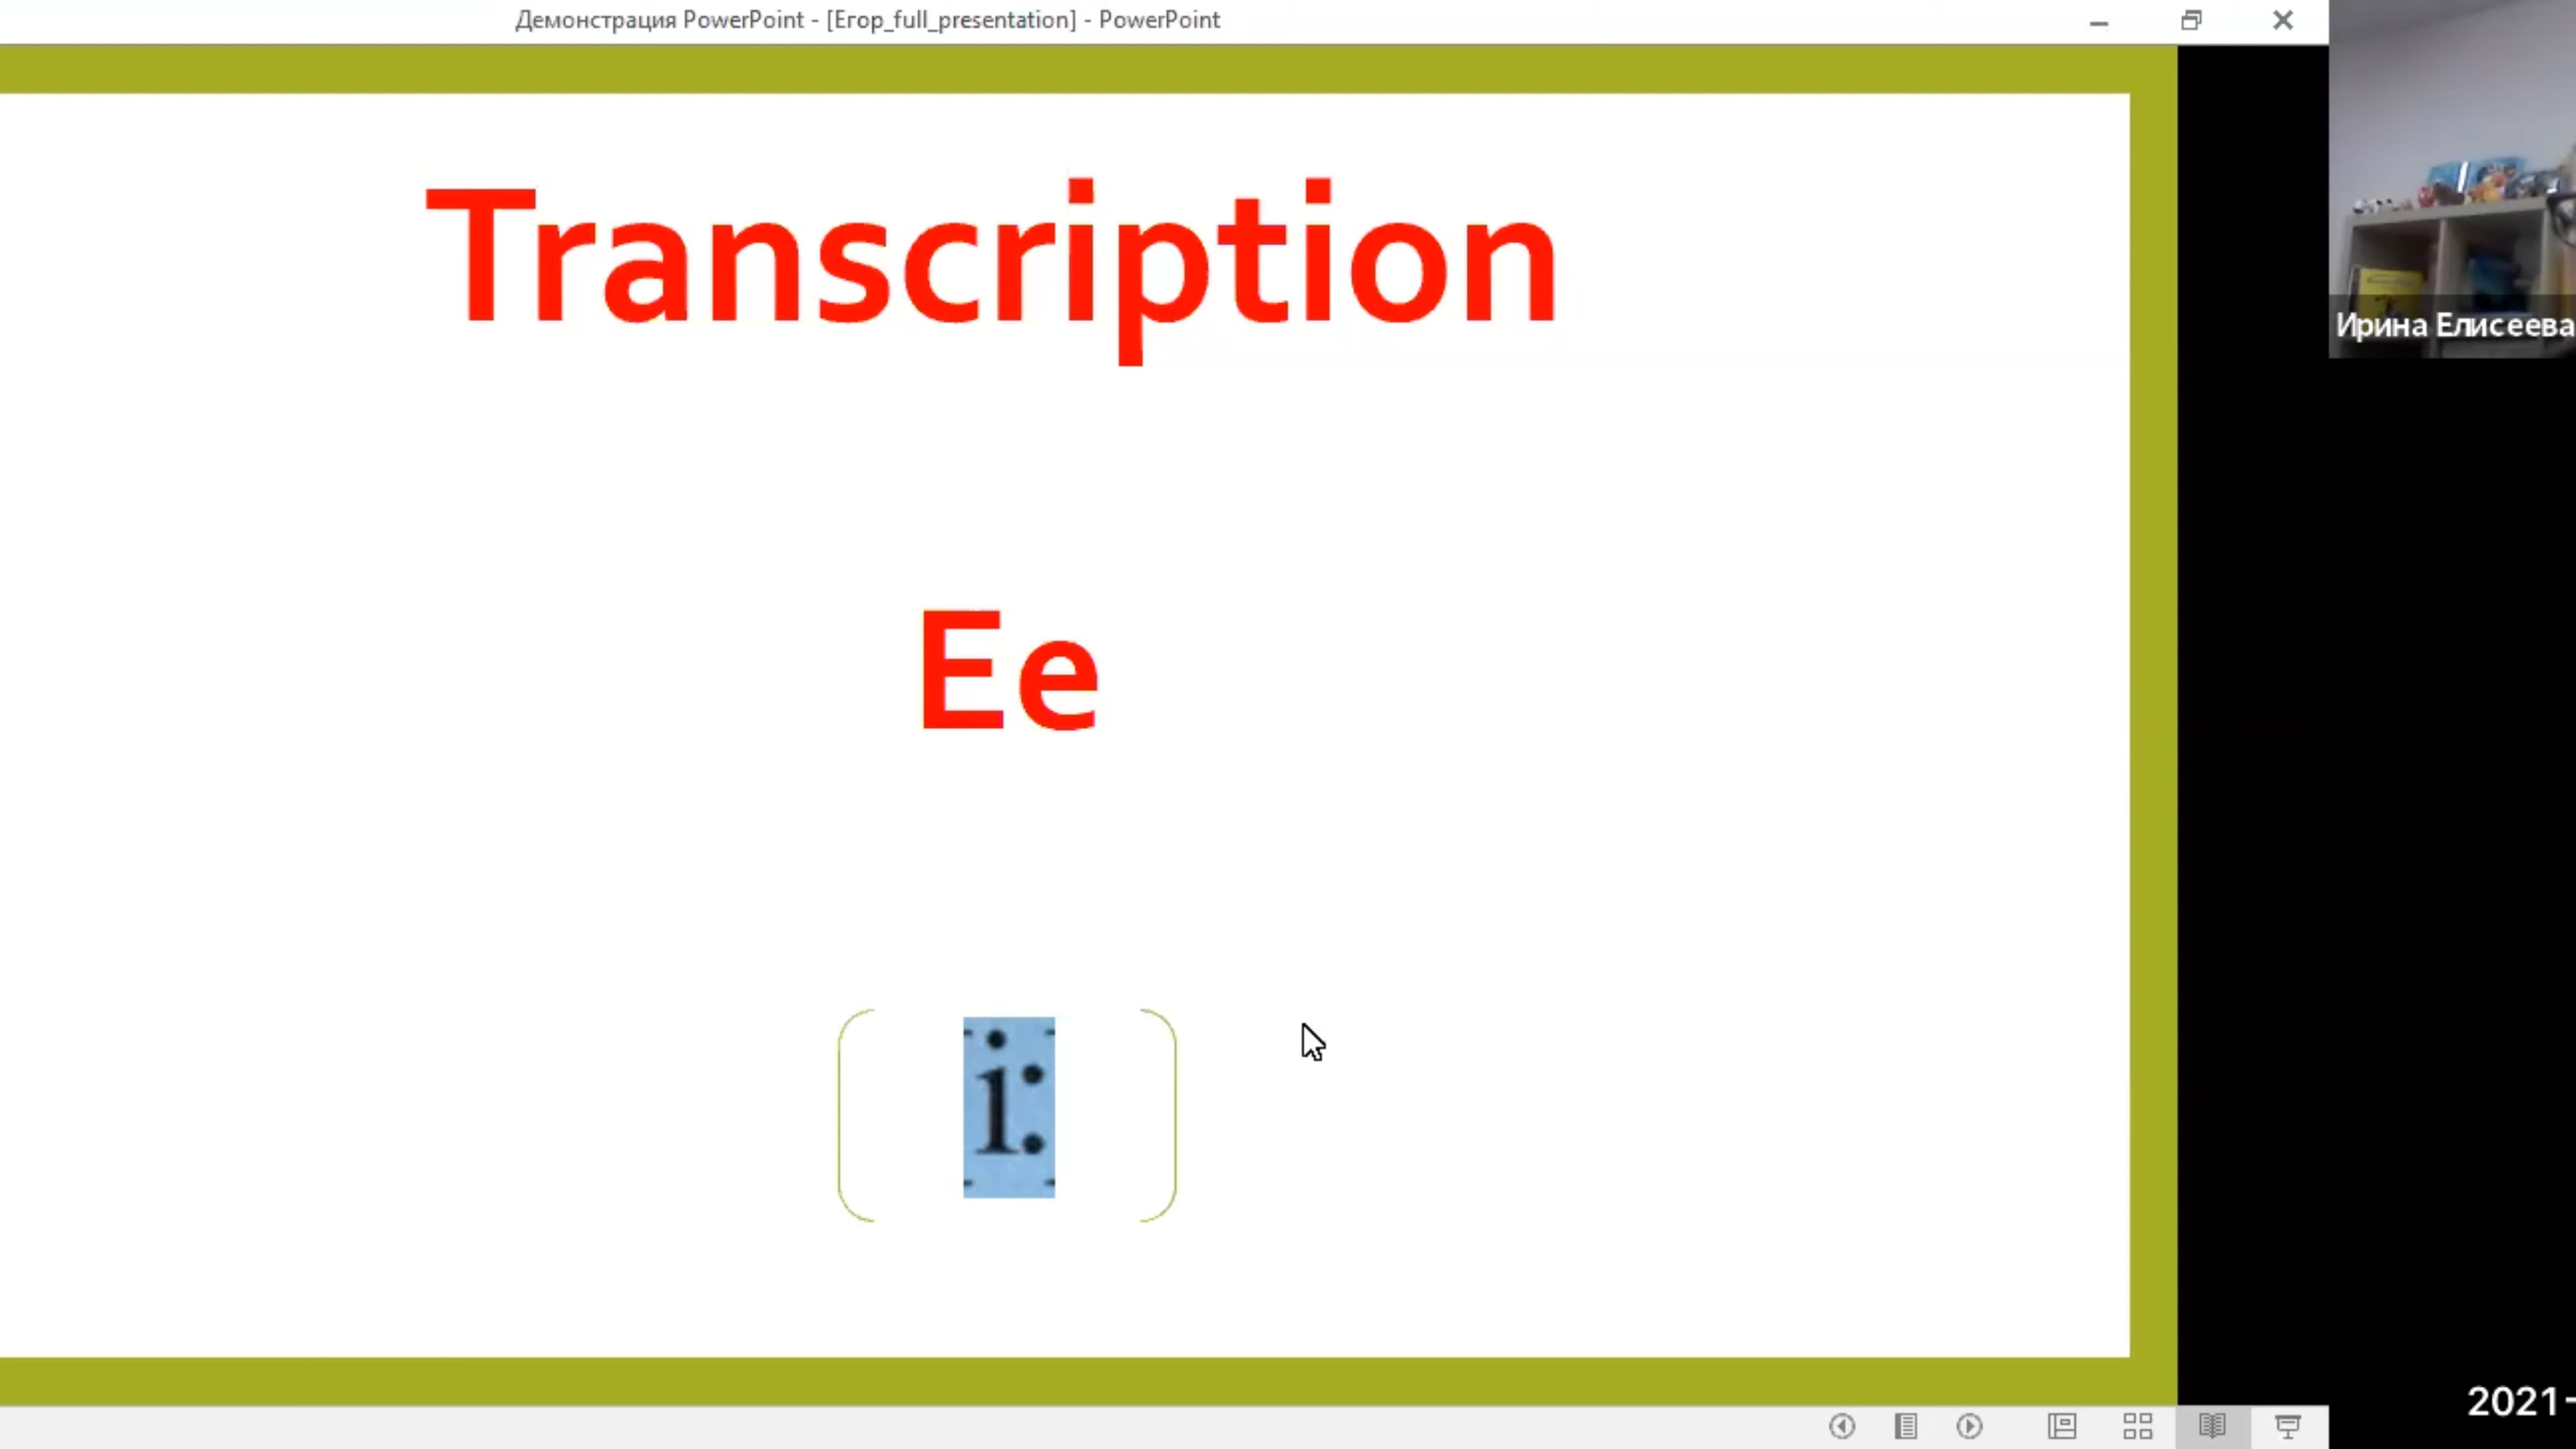 Демонстрация PowerPoint - [Егор_full_presentation] - PowerPoint
Transcription
Ирина Елисеева
Ee
i:
2021-